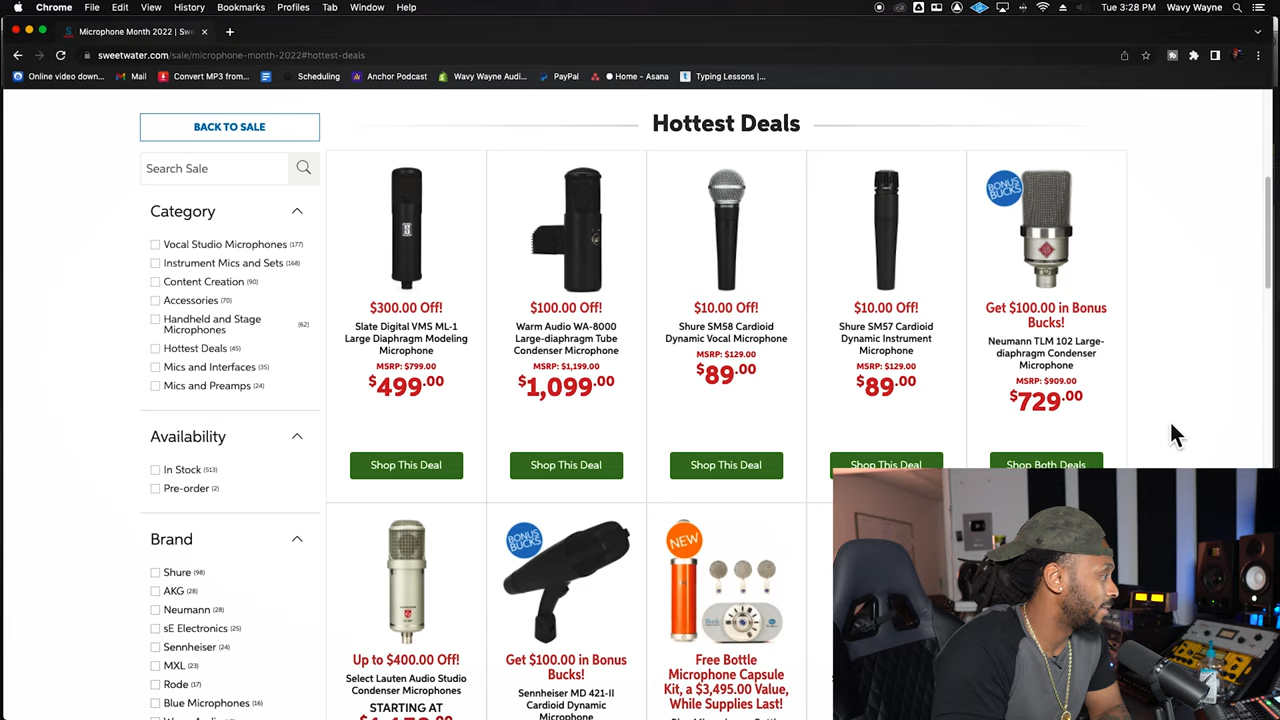 Chrome File Edit View History Bookmarks Profiles Tab Window Help
Tue 3:28 PM Wavy Wayne
Microphone Month 2022 | Swe
sweetwater.com/sale/microphone-month-2022#hottest-deals
Online video down... Mail Convert MP3 from... Scheduling Anchor Podcast Wavy Wayne Audi... PayPal Home - Asana Typing Lessons |...
BACK TO SALE
Search Sale
Category
Vocal Studio Microphones (177)
Instrument Mics and Sets (168)
Content Creation (90)
Accessories (70)
Handheld and Stage
Microphones (62)
Hottest Deals (45)
Mics and Interfaces (35)
Mics and Preamps (24)
Availability
In Stock (513)
Pre-order (2)
Brand
Shure (98)
AKG (28)
Neumann (28)
sE Electronics (25)
Sennheiser (24)
MXL (23)
Rode (17)
Blue Microphones (16)
Hottest Deals
$300.00 Off!
Slate Digital VMS ML-1
Large Diaphragm Modeling
Microphone
MSRP: $799.00
$499.00
Shop This Deal
$100.00 Off!
Warm Audio WA-8000
Large-diaphragm Tube
Condenser Microphone
MSRP: $1,199.00
$1,099.00
Shop This Deal
$10.00 Off!
Shure SM58 Cardioid
Dynamic Vocal Microphone
MSRP: $129.00
$89.00
Shop This Deal
$10.00 Off!
Shure SM57 Cardioid
Dynamic Instrument
Microphone
MSRP: $129.00
$89.00
Shop This Deal
BONUS
BUCKS
Get $100.00 in Bonus
Bucks!
Neumann TLM 102 Large-
diaphragm Condenser
Microphone
MSRP: $909.00
$729.00
Shop Both Deals
Up to $400.00 Off!
Select Lauten Audio Studio
Condenser Microphones
STARTING AT
BONUS
BUCKS
Get $100.00 in Bonus
Bucks!
Sennheiser MD 421-II
Cardioid Dynamic
Microphone
NEW
Free Bottle
Microphone Capsule
Kit, a $3,495.00 Value,
While Supplies Last!